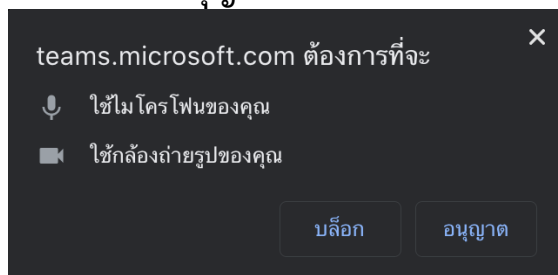 teams.microsoft.com ต้องการที่จะ
ใช้ไมโครโฟนของคุณ
ใช้กล้องถ่ายรูปของคุณ
บล็อก อนุญาต